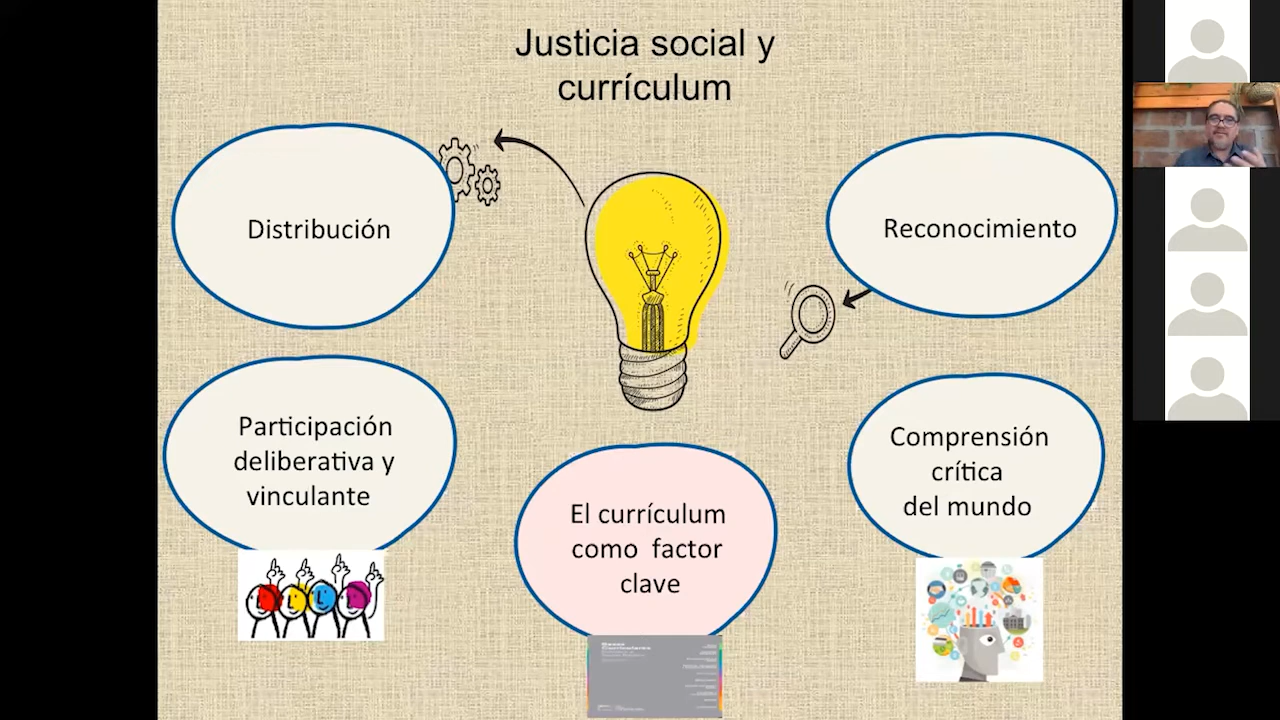 Justicia social y
currículum
Distribución
Reconocimiento
Participación
deliberativa y
vinculante
Comprensión
crítica
del mundo
El currículum
como factor
clave